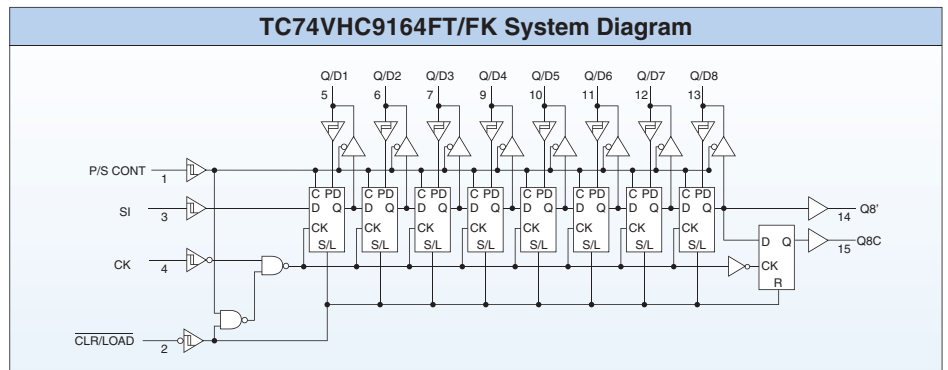 TC74VHC9164FT/FK System Diagram
Q/D1 Q/D2 Q/D3 Q/D4 Q/D5 Q/D6 Q/D7 Q/D8
5 6 7 9 10 11 12 13
P/S CONT 1
C PD C PD C PD C PD C PD C PD C PD C PD
SI 3 D Q D Q D Q D Q D Q D Q D Q D Q 14 Q8'
CK CK CK CK CK CK CK CK D Q 15 Q8C
S/L S/L S/L S/L S/L S/L S/L S/L
CK 4 CK
R
CLR/LOAD 2